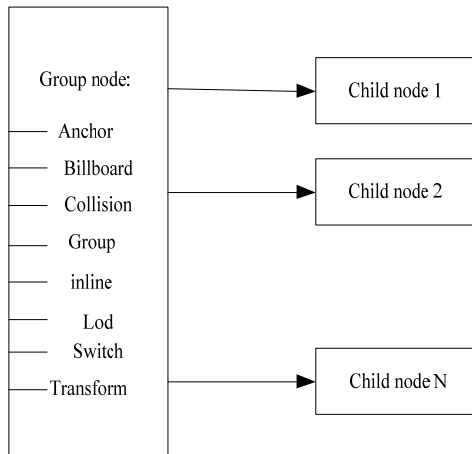 Group node:
Anchor
Billboard
Collision
Group
inline
Lod
Switch
Transform
Child node 1
Child node 2
Child node N